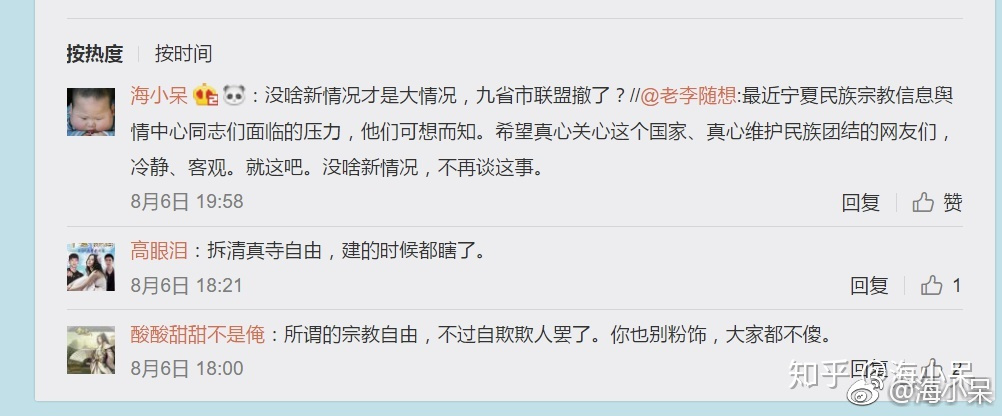 按热度 按时间
海小呆：没啥新情况才是大情况，九省市联盟撤了？//@老李随想:最近宁夏民族宗教信息舆
情中心同志们面临的压力，他们可想而知。希望真心关心这个国家、真心维护民族团结的网友们，
冷静、客观。就这吧。没啥新情况，不再谈这事。
8月6日 19:58 回复 赞
高眼泪：拆清真寺自由，建的时候都瞎了。
8月6日 18:21 回复 1
酸酸甜甜不是俺：所谓的宗教自由，不过自欺欺人罢了。你也别粉饰，大家都不傻。
8月6日 18:00 回复
知乎 @海小呆
@海小呆